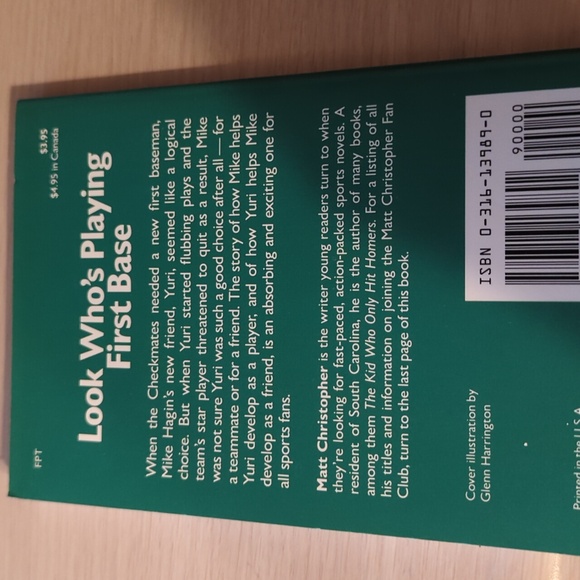 FPT
$3.95
$4.95 in Canada
Look Who's Playing
First Base
When the Checkmates needed a new first baseman,
Mike Hagin's new friend, Yuri, seemed like a logical
choice. But when Yuri started flubbing plays and the
team's star player threatened to quit as a result, Mike
was not sure Yuri was such a good choice after all — for
a teammate or for a friend. The story of how Mike helps
Yuri develop as a player, and of how Yuri helps Mike
develop as a friend, is an absorbing and exciting one for
all sports fans.
Matt Christopher is the writer young readers turn to when
they're looking for fast-paced, action-packed sports novels. A
resident of South Carolina, he is the author of many books,
among them The Kid Who Only Hit Homers. For a listing of all
his titles and information on joining the Matt Christopher Fan
Club, turn to the last page of this book.
Cover illustration by
Glenn Harrington
ISBN 0-316-13989-0
90000